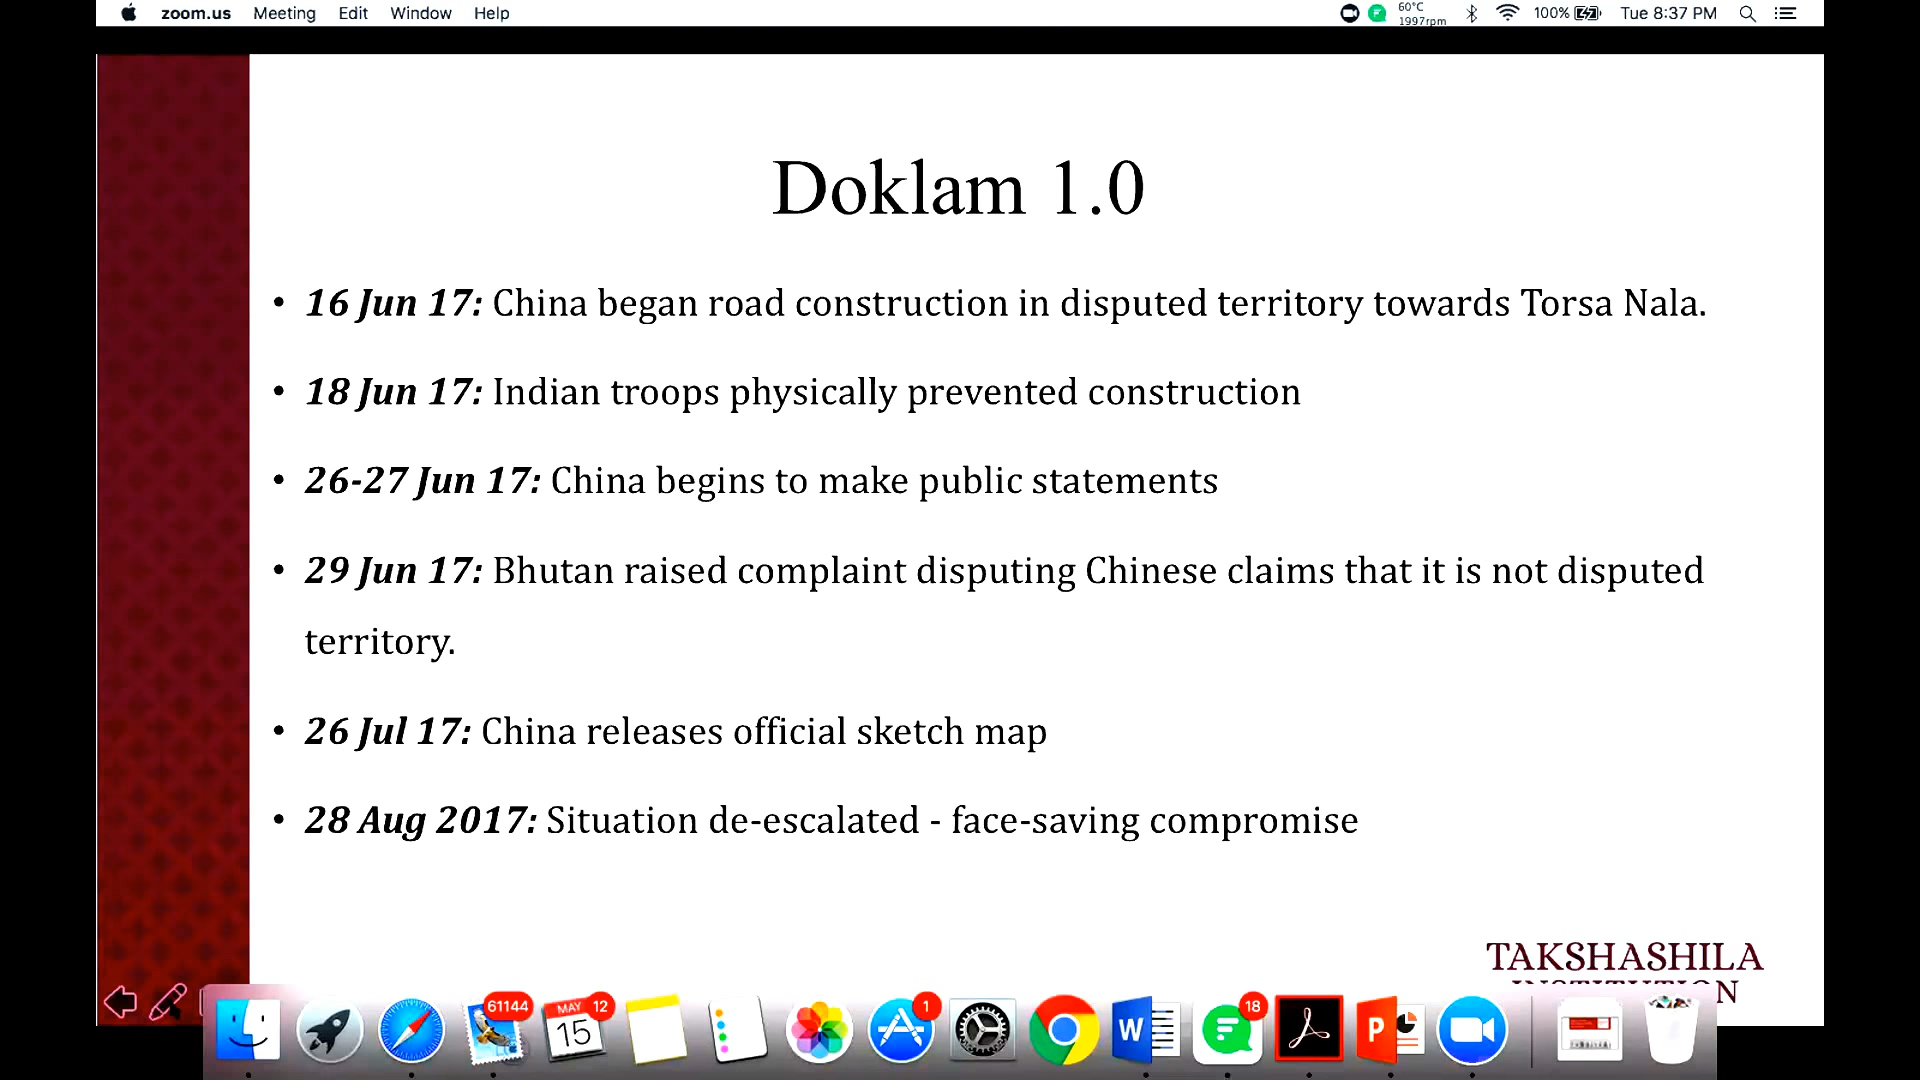 zoom.us Meeting Edit Window Help 60°C 1997rpm 100% Tue 8:37 PM
Doklam 1.0
• 16 Jun 17: China began road construction in disputed territory towards Torsa Nala.
• 18 Jun 17: Indian troops physically prevented construction
• 26-27 Jun 17: China begins to make public statements
• 29 Jun 17: Bhutan raised complaint disputing Chinese claims that it is not disputed
territory.
• 26 Jul 17: China releases official sketch map
• 28 Aug 2017: Situation de-escalated - face-saving compromise
TAKSHASHILA
INSTITUTION
61144 MAY 12 1 18
15 W P